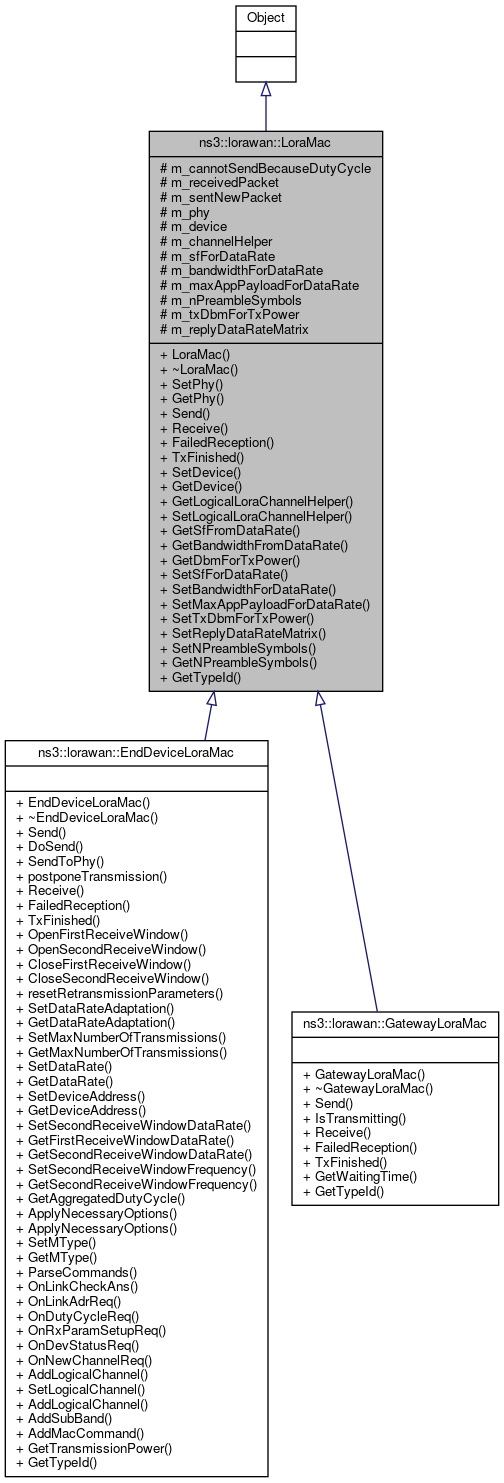 Object
ns3::lorawan::LoraMac
# m_cannotSendBecauseDutyCycle
# m_receivedPacket
# m_sentNewPacket
# m_phy
# m_device
# m_channelHelper
# m_sfForDataRate
# m_bandwidthForDataRate
# m_maxAppPayloadForDataRate
# m_nPreambleSymbols
# m_txDbmForTxPower
# m_replyDataRateMatrix
+ LoraMac()
+ ~LoraMac()
+ SetPhy()
+ GetPhy()
+ Send()
+ Receive()
+ FailedReception()
+ TxFinished()
+ SetDevice()
+ GetDevice()
+ GetLogicalLoraChannelHelper()
+ SetLogicalLoraChannelHelper()
+ GetSfFromDataRate()
+ GetBandwidthFromDataRate()
+ GetDbmForTxPower()
+ SetSfForDataRate()
+ SetBandwidthForDataRate()
+ SetMaxAppPayloadForDataRate()
+ SetTxDbmForTxPower()
+ SetReplyDataRateMatrix()
+ SetNPreambleSymbols()
+ GetNPreambleSymbols()
+ GetTypeId()
ns3::lorawan::EndDeviceLoraMac
+ EndDeviceLoraMac()
+ ~EndDeviceLoraMac()
+ Send()
+ DoSend()
+ SendToPhy()
+ postponeTransmission()
+ Receive()
+ FailedReception()
+ TxFinished()
+ OpenFirstReceiveWindow()
+ OpenSecondReceiveWindow()
+ CloseFirstReceiveWindow()
+ CloseSecondReceiveWindow()
+ resetRetransmissionParameters()
+ SetDataRateAdaptation()
+ GetDataRateAdaptation()
+ SetMaxNumberOfTransmissions()
+ GetMaxNumberOfTransmissions()
+ SetDataRate()
+ GetDataRate()
+ SetDeviceAddress()
+ GetDeviceAddress()
+ SetSecondReceiveWindowDataRate()
+ GetFirstReceiveWindowDataRate()
+ GetSecondReceiveWindowDataRate()
+ SetSecondReceiveWindowFrequency()
+ GetSecondReceiveWindowFrequency()
+ GetAggregatedDutyCycle()
+ ApplyNecessaryOptions()
+ ApplyNecessaryOptions()
+ SetMType()
+ GetMType()
+ ParseCommands()
+ OnLinkCheckAns()
+ OnLinkAdrReq()
+ OnDutyCycleReq()
+ OnRxParamSetupReq()
+ OnDevStatusReq()
+ OnNewChannelReq()
+ AddLogicalChannel()
+ SetLogicalChannel()
+ AddLogicalChannel()
+ AddSubBand()
+ AddMacCommand()
+ GetTransmissionPower()
+ GetTypeId()
ns3::lorawan::GatewayLoraMac
+ GatewayLoraMac()
+ ~GatewayLoraMac()
+ Send()
+ IsTransmitting()
+ Receive()
+ FailedReception()
+ TxFinished()
+ GetWaitingTime()
+ GetTypeId()